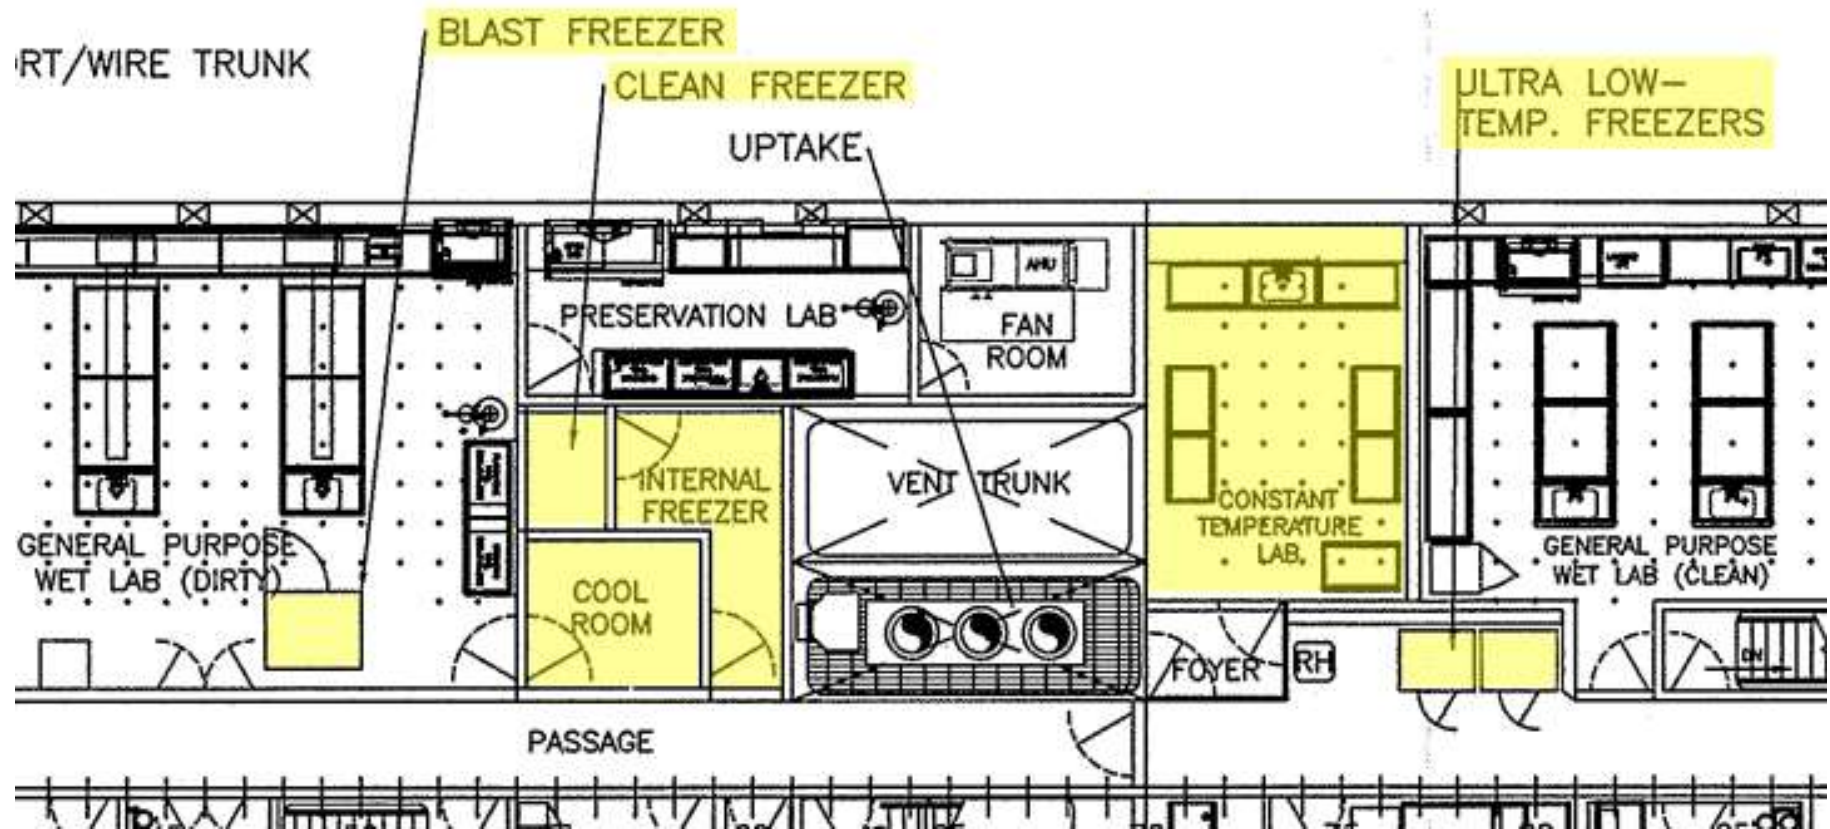 BLAST FREEZER
RT/WIRE TRUNK
CLEAN FREEZER
ULTRA LOW-
TEMP. FREEZERS
UPTAKE
AHU
PRESERVATION LAB
FAN
ROOM
INTERNAL
FREEZER
VENT TRUNK
CONSTANT
TEMPERATURE
LAB.
GENERAL PURPOSE
WET LAB (DIRTY)
GENERAL PURPOSE
WET LAB (CLEAN)
COOL
ROOM
FOYER
RH
DN
PASSAGE